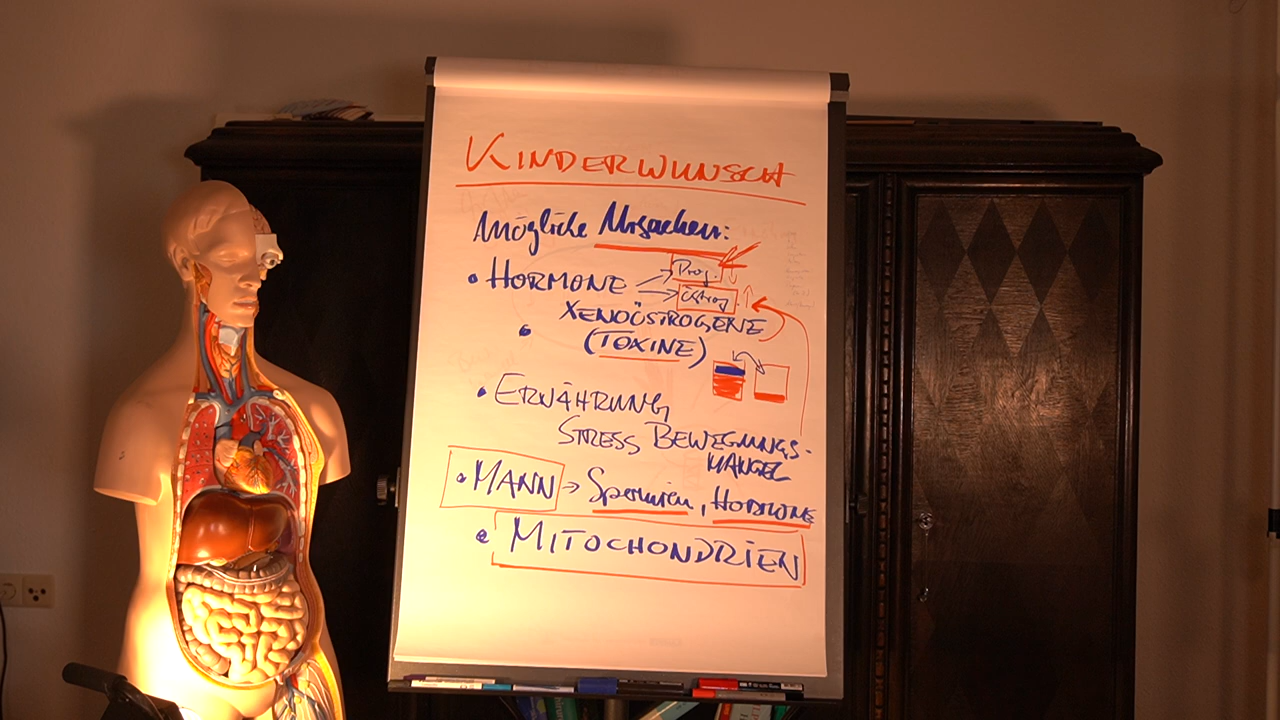 KINDERWUNSCH
Mögliche Ursachen:
• HORMONE → Prog. ↓
→ Östrog. ↑
XENOÖSTROGENE
• (TOXINE)
• ERNÄHRUNG,
STRESS BEWEGUNGS-
MANGEL
• MANN → Spermien, HORMONE
• MITOCHONDRIEN